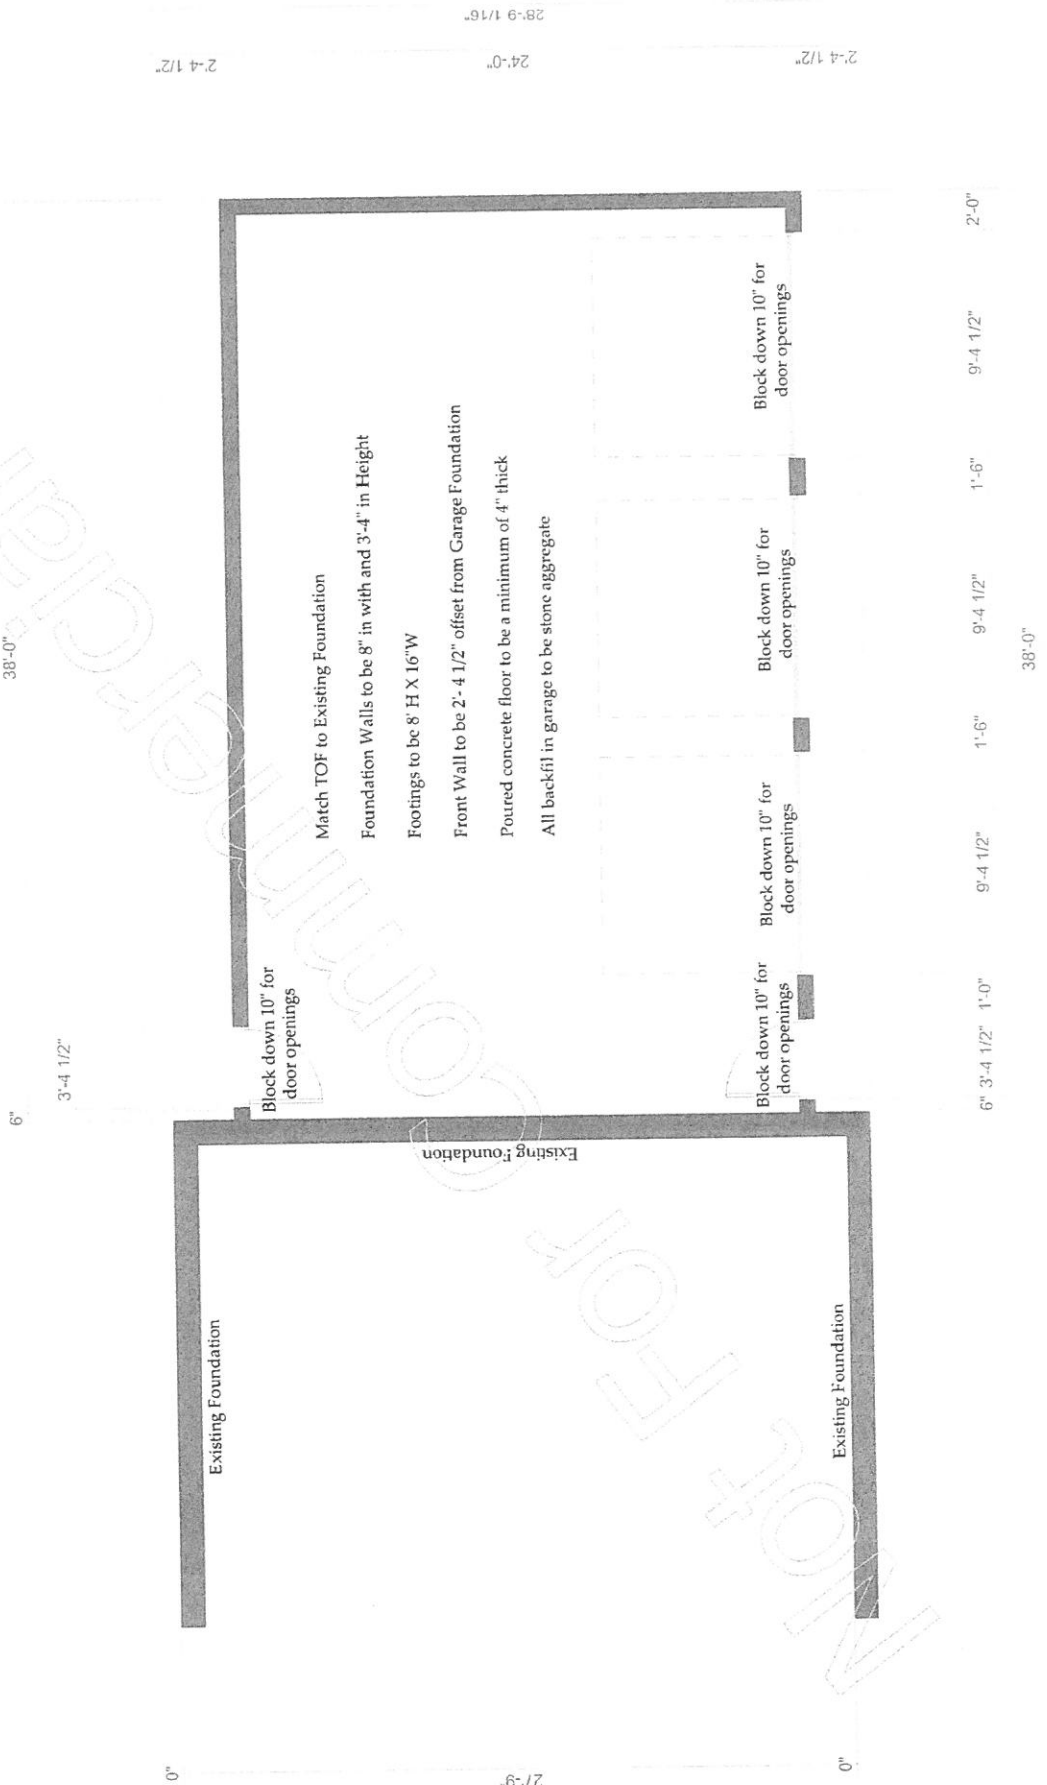 38'-0"
6"
3'-4 1/2"
Block down 10" for
door openings
Match TOF to Existing Foundation
Foundation Walls to be 8" in with and 3'-4" in Height
Footings to be 8' H X 16"W
Front Wall to be 2'- 4 1/2" offset from Garage Foundation
Poured concrete floor to be a minimum of 4" thick
All backfil in garage to be stone aggregate
Existing Foundation
Existing Foundation
Existing Foundation
Block down 10" for
door openings
Block down 10" for
door openings
Block down 10" for
door openings
Block down 10" for
door openings
6" 3'-4 1/2" 1'-0" 9'-4 1/2" 1'-6" 9'-4 1/2" 1'-6" 9'-4 1/2" 2'-0"
38'-0"
2'-4 1/2"
24'-0"
2'-4 1/2"
28'-9 1/16"
0"
27'-9"
0"
Not For Commercial